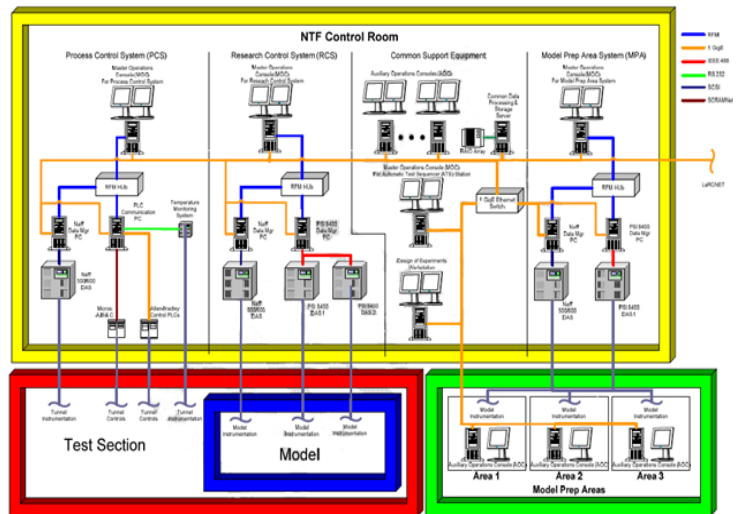 NTF Control Room
Process Control System (PCS)
Research Control System (RCS)
Common Support Equipment
Model Prep Area System (MPA)
Master Operations
Console(MOC)
For Process Control System
Master Operations
Console(MOC)
For Research Control System
Auxiliary Operations Consoles(AOC)
Common Data
Processing &
Storage
Server
RAID Array
Master Operations
Console(MOC)
For Model Prep Area System
RFM
1 GigE
IEEE 488
RS 232
SCSI
SCRAMNet
LaRCNET
RFM Hub
PLC
Communication
PC
Temperature
Monitoring
System
Neff
Data Mgr
PC
Neff
500/600
DAS
Allen-Bradley
Control PLCs
RFM Hub
Neff
Data Mgr
PC
PSI 8400
Data Mgr
PC
Neff
500/600
DAS
PSI 8400
DAS 1
PSI 8400
DAS 2
Master Operations Console (MOC)
For Automatic Test Sequencer (ATS) Station
1 GigE Ethernet
Switch
Design of Experiments
Workstation
RFM Hub
Neff
Data Mgr
PC
PSI 8400
Data Mgr
PC
Neff
500/600
DAS
PSI 8400
DAS 1
Tunnel
Instrumentation
Tunnel
Controls
Tunnel
Controls
Tunnel
Instrumentation
Test Section
Model
Instrumentation
Model
Instrumentation
Model
Instrumentation
Model
Model
Instrumentation
Model
Instrumentation
Model
Instrumentation
Auxiliary Operations Console (AOC)
Auxiliary Operations Console (AOC)
Auxiliary Operations Console (AOC)
Area 1
Area 2
Area 3
Model Prep Areas